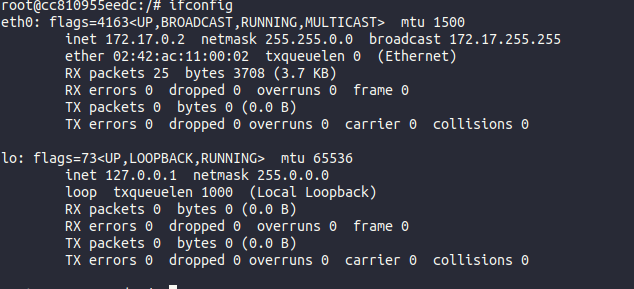 root@cc810955eedc:/# ifconfig
eth0: flags=4163<UP,BROADCAST,RUNNING,MULTICAST>  mtu 1500
        inet 172.17.0.2  netmask 255.255.0.0  broadcast 172.17.255.255
        ether 02:42:ac:11:00:02  txqueuelen 0  (Ethernet)
        RX packets 25  bytes 3708 (3.7 KB)
        RX errors 0  dropped 0  overruns 0  frame 0
        TX packets 0  bytes 0 (0.0 B)
        TX errors 0  dropped 0 overruns 0  carrier 0  collisions 0
lo: flags=73<UP,LOOPBACK,RUNNING>  mtu 65536
        inet 127.0.0.1  netmask 255.0.0.0
        loop  txqueuelen 1000  (Local Loopback)
        RX packets 0  bytes 0 (0.0 B)
        RX errors 0  dropped 0  overruns 0  frame 0
        TX packets 0  bytes 0 (0.0 B)
        TX errors 0  dropped 0 overruns 0  carrier 0  collisions 0